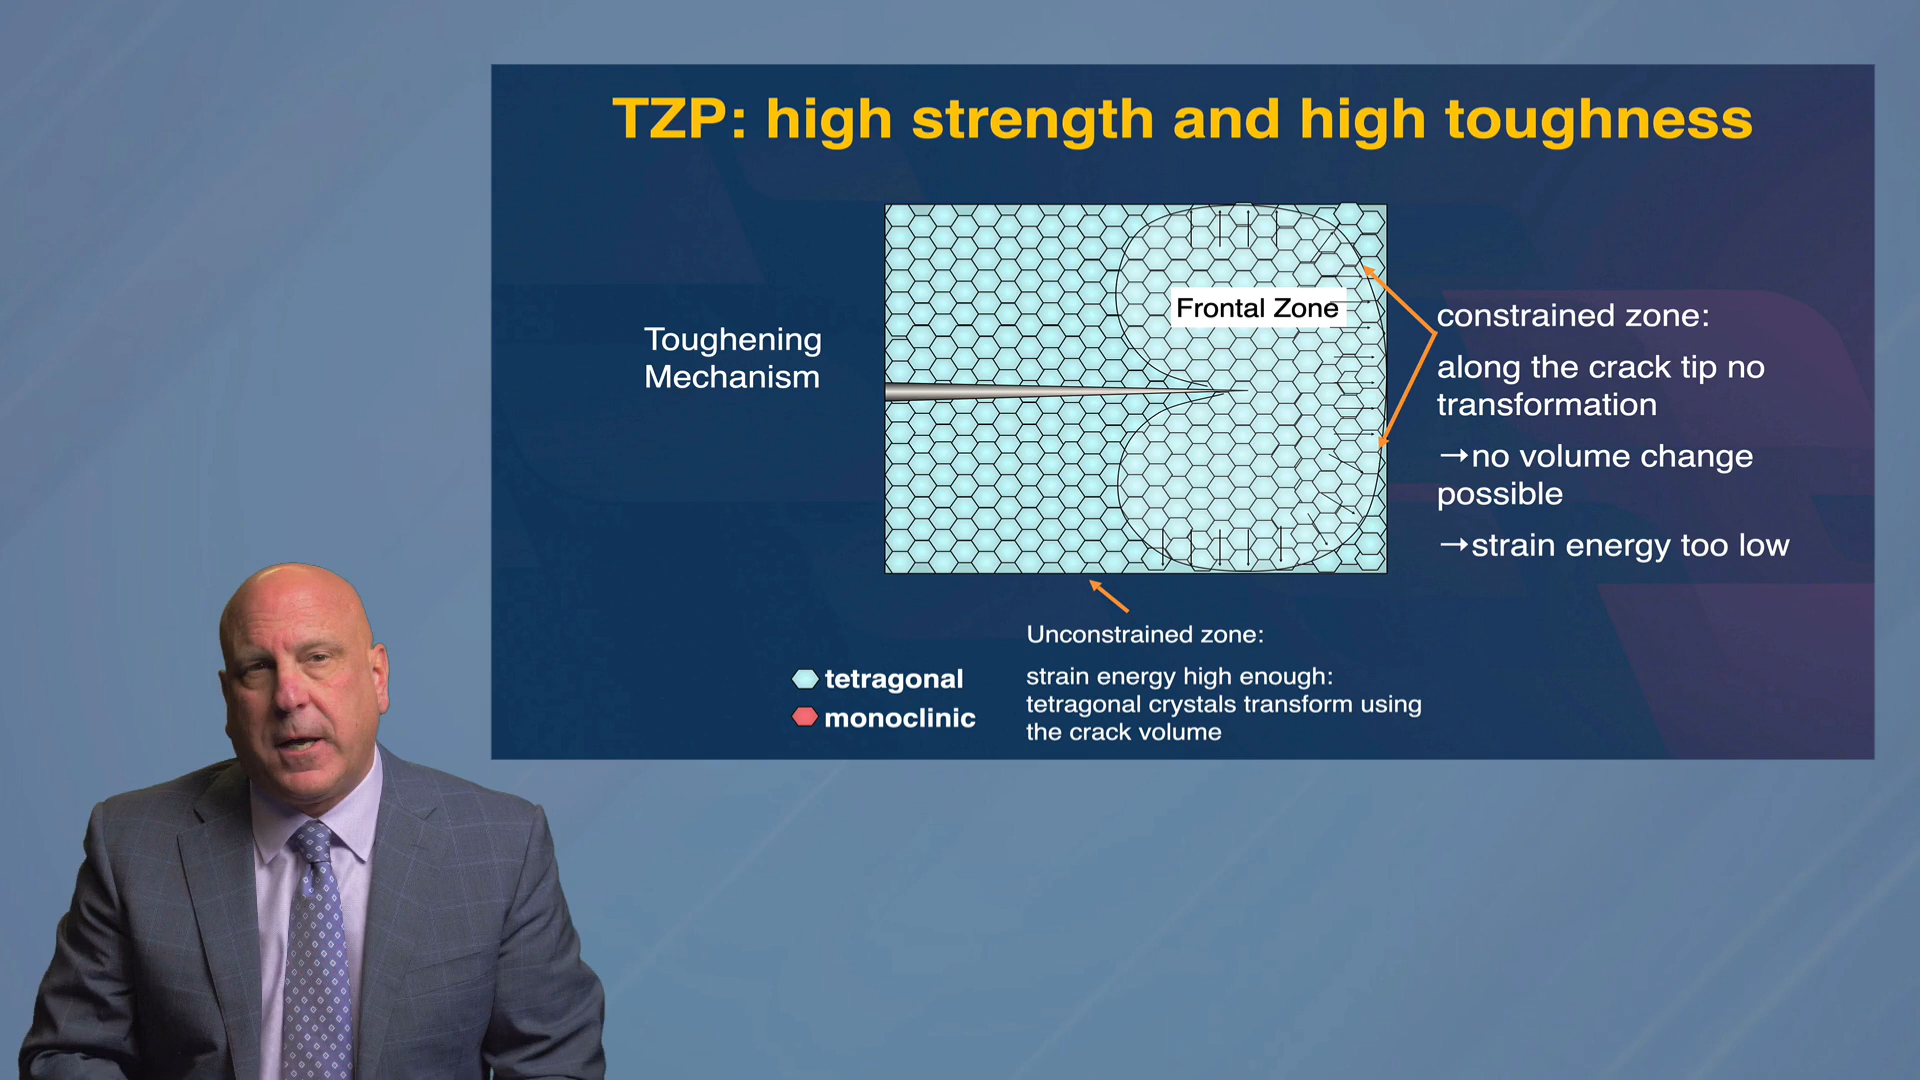 TZP: high strength and high toughness
Toughening
Mechanism
Frontal Zone
constrained zone:
along the crack tip no
transformation
→no volume change
possible
→strain energy too low
Unconstrained zone:
strain energy high enough:
tetragonal crystals transform using
the crack volume
tetragonal
monoclinic